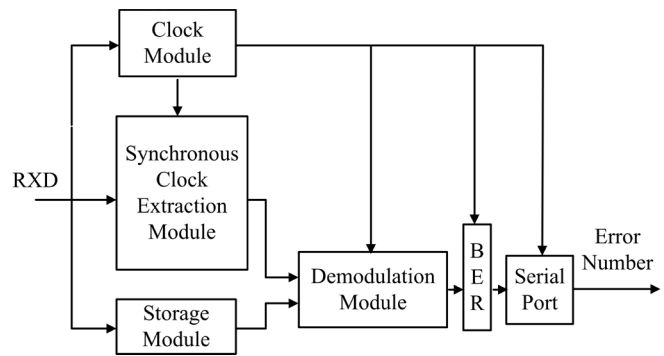 Clock
Module
RXD
Synchronous
Clock
Extraction
Module
Storage
Module
Demodulation
Module
B
E
R
Serial
Port
Error
Number